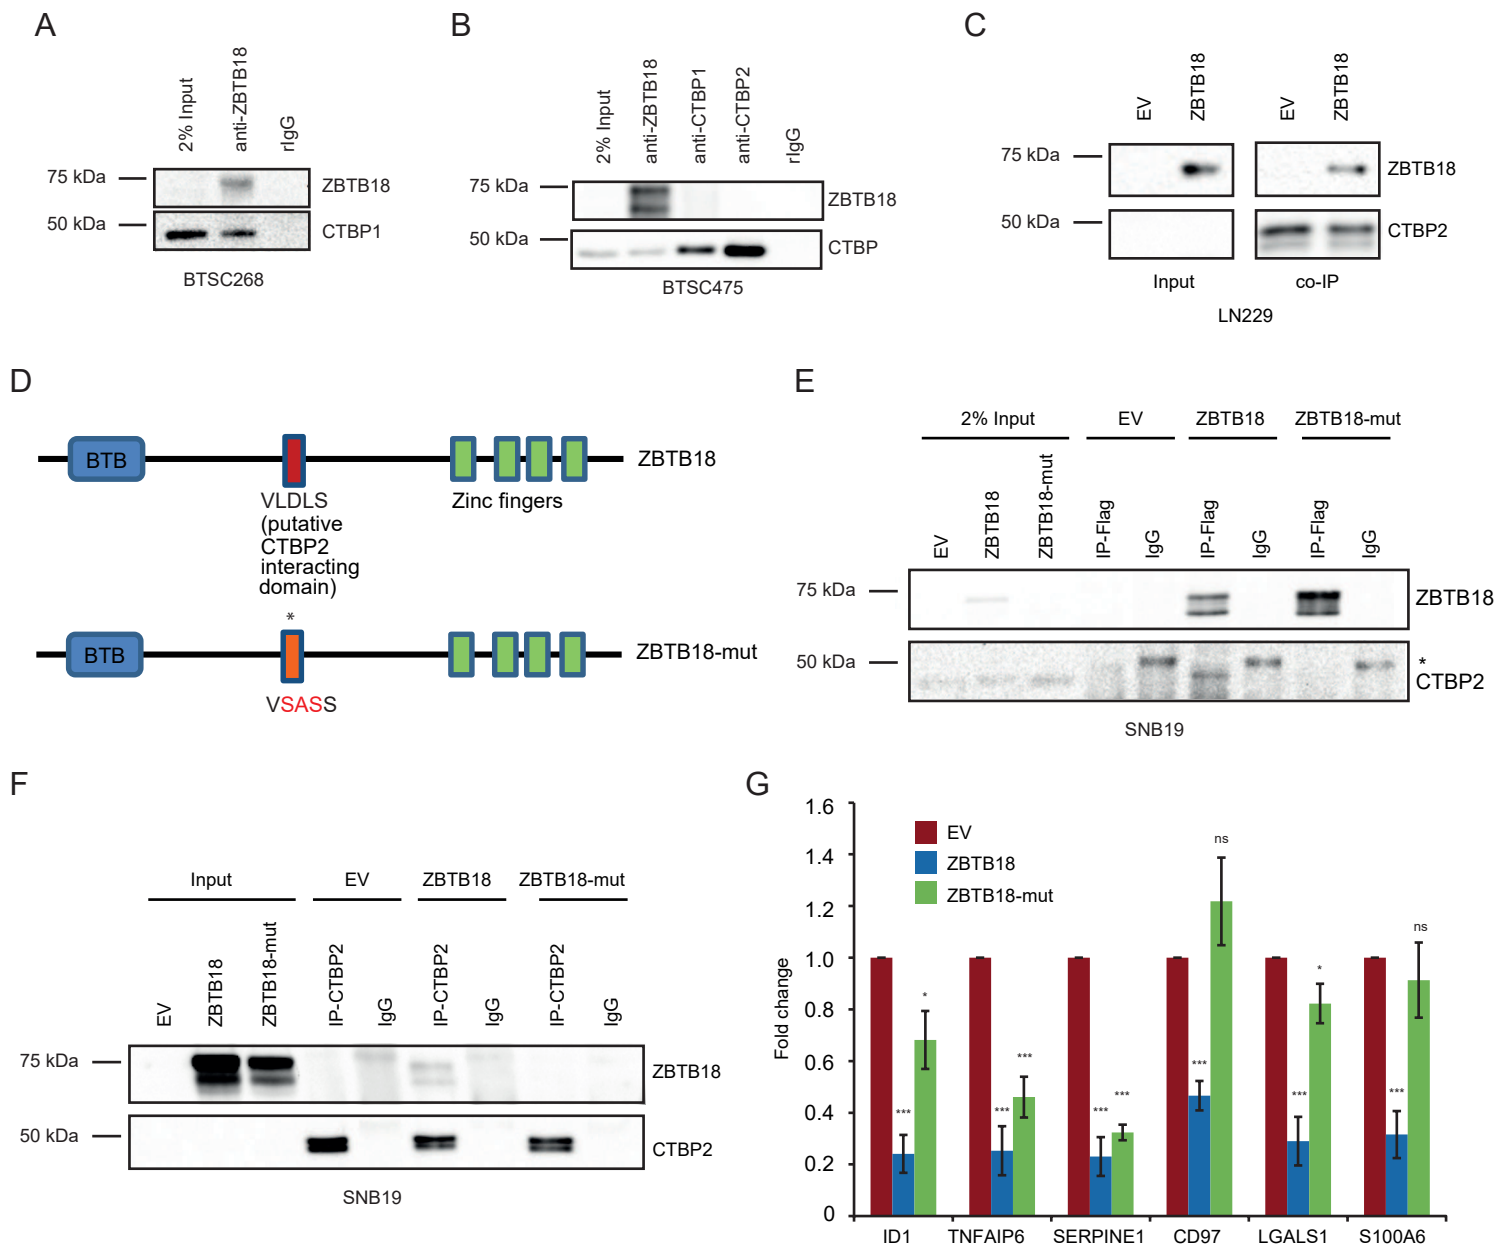 A
2% Input
anti-ZBTB18
rIgG
75 kDa
ZBTB18
50 kDa
CTBP1
BTSC268
B
2% Input
anti-ZBTB18
anti-CTBP1
anti-CTBP2
rIgG
75 kDa
ZBTB18
50 kDa
CTBP
BTSC475
C
EV
ZBTB18
EV
ZBTB18
75 kDa
ZBTB18
50 kDa
CTBP2
Input
co-IP
LN229
D
BTB
ZBTB18
VLDLS
(putative
CTBP2
interacting
domain)
Zinc fingers
*
BTB
ZBTB18-mut
VSASS
E
2% Input
EV
ZBTB18
ZBTB18-mut
EV
ZBTB18
ZBTB18-mut
IP-Flag
IgG
IP-Flag
IgG
IP-Flag
IgG
75 kDa
ZBTB18
50 kDa
*
CTBP2
SNB19
F
Input
EV
ZBTB18
ZBTB18-mut
EV
ZBTB18
ZBTB18-mut
IP-CTBP2
IgG
IP-CTBP2
IgG
IP-CTBP2
IgG
75 kDa
ZBTB18
50 kDa
CTBP2
SNB19
G
Fold change
1.6
1.4
1.2
1.0
0.8
0.6
0.4
0.2
0
EV
ZBTB18
ZBTB18-mut
***
*
***
***
***
***
***
ns
***
*
***
ns
ID1
TNFAIP6
SERPINE1
CD97
LGALS1
S100A6